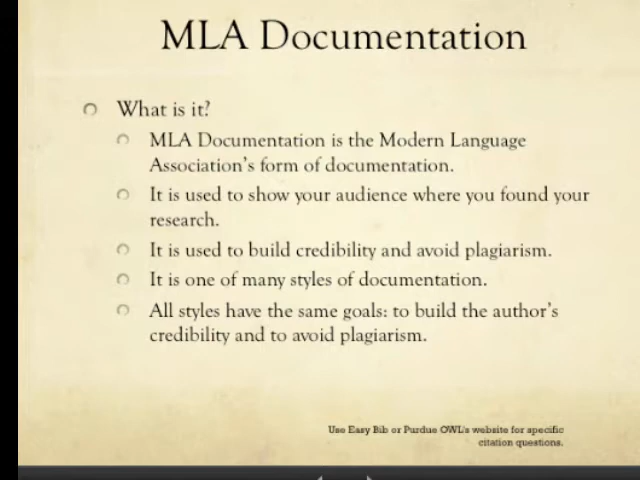 MLA Documentation
What is it?
MLA Documentation is the Modern Language
Association's form of documentation.
It is used to show your audience where you found your
research.
It is used to build credibility and avoid plagiarism.
It is one of many styles of documentation.
All styles have the same goals: to build the author's
credibility and to avoid plagiarism.
Use Easy Bib or Purdue OWL's website for specific
citation questions.